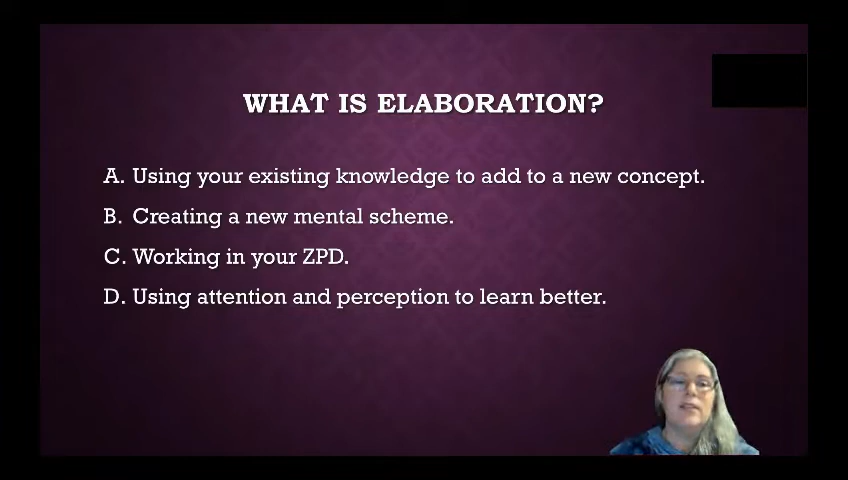 WHAT IS ELABORATION?
A. Using your existing knowledge to add to a new concept.
B. Creating a new mental scheme.
C. Working in your ZPD.
D. Using attention and perception to learn better.